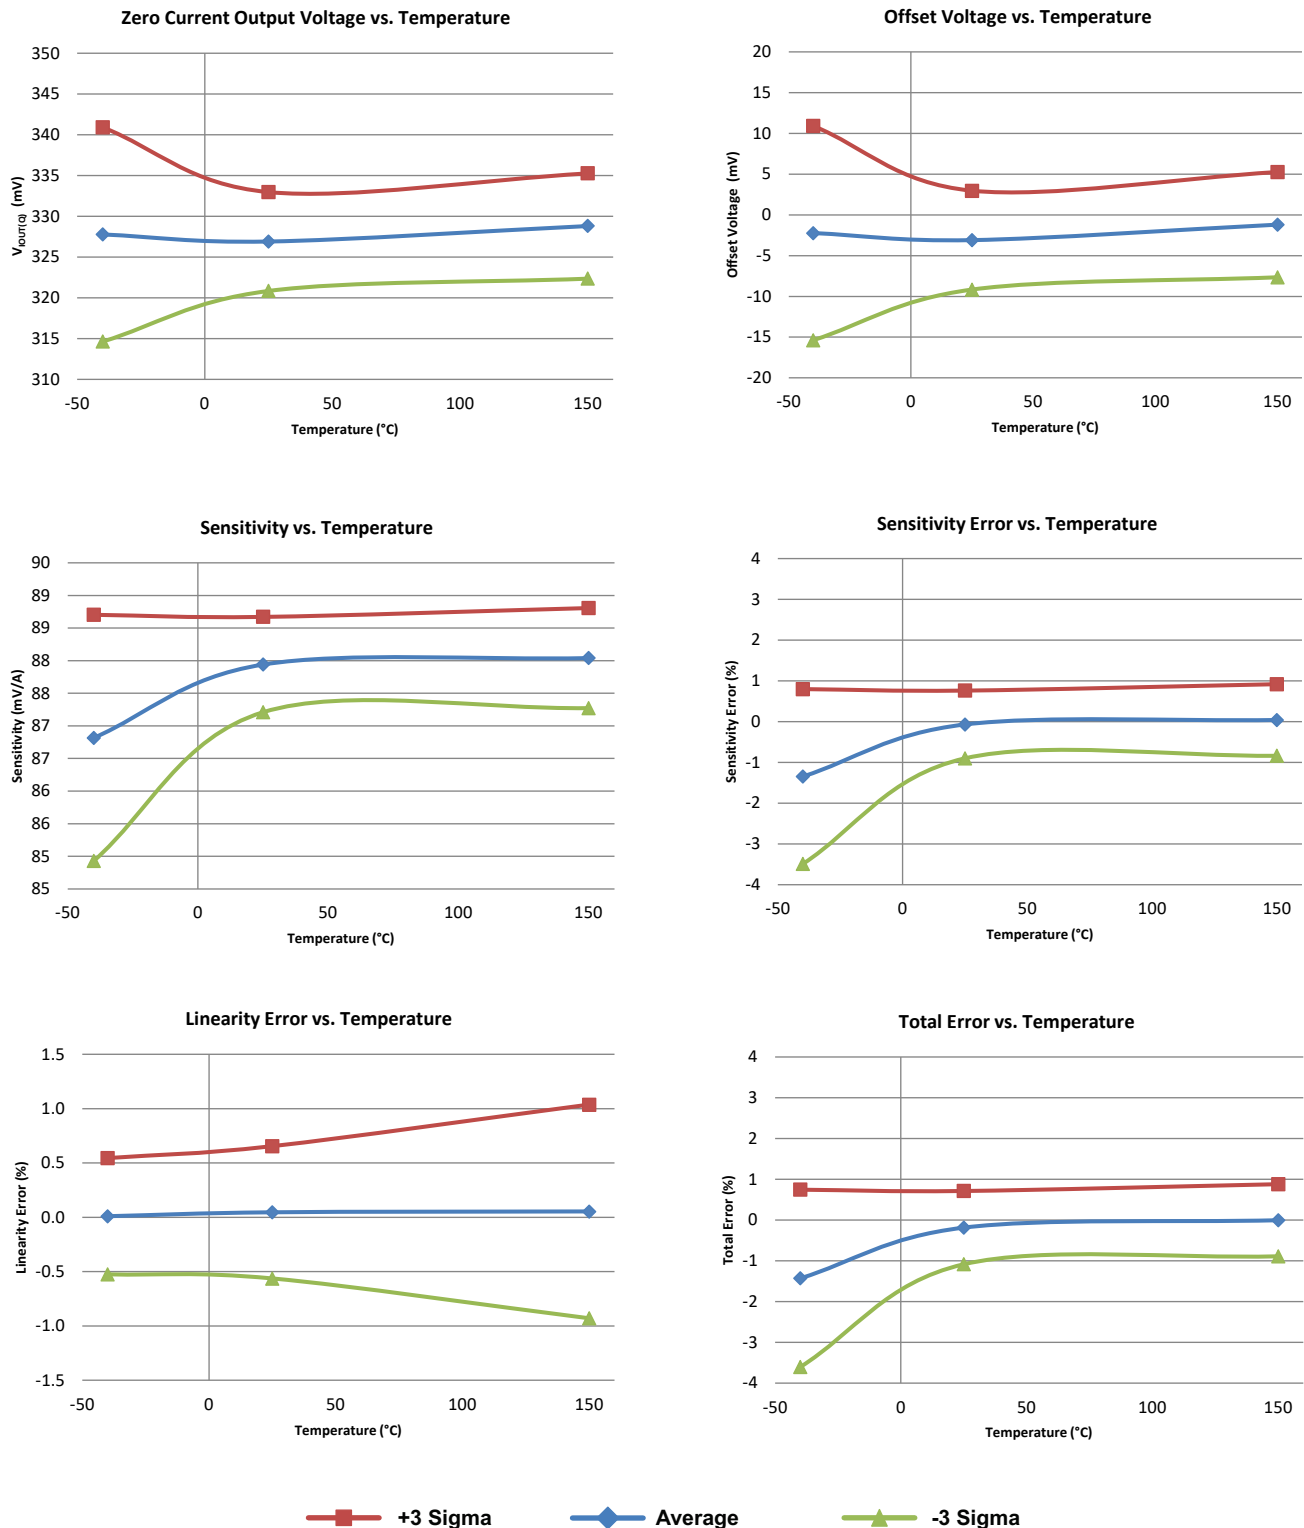 Zero Current Output Voltage vs. Temperature
350
345
340
335
330
325
320
315
310
-50 0 50 100 150
VIOUT(Q) (mV)
Temperature (°C)
Offset Voltage vs. Temperature
20
15
10
5
0
-5
-10
-15
-20
-50 0 50 100 150
Offset Voltage (mV)
Temperature (°C)
Sensitivity vs. Temperature
90
89
89
88
88
87
87
86
86
85
85
-50 0 50 100 150
Sensitivity (mV/A)
Temperature (°C)
Sensitivity Error vs. Temperature
4
3
2
1
0
-1
-2
-3
-4
-50 0 50 100 150
Sensitivity Error (%)
Temperature (°C)
Linearity Error vs. Temperature
1.5
1.0
0.5
0.0
-0.5
-1.0
-1.5
-50 0 50 100 150
Linearity Error (%)
Temperature (°C)
Total Error vs. Temperature
4
3
2
1
0
-1
-2
-3
-4
-50 0 50 100 150
Total Error (%)
Temperature (°C)
+3 Sigma Average -3 Sigma